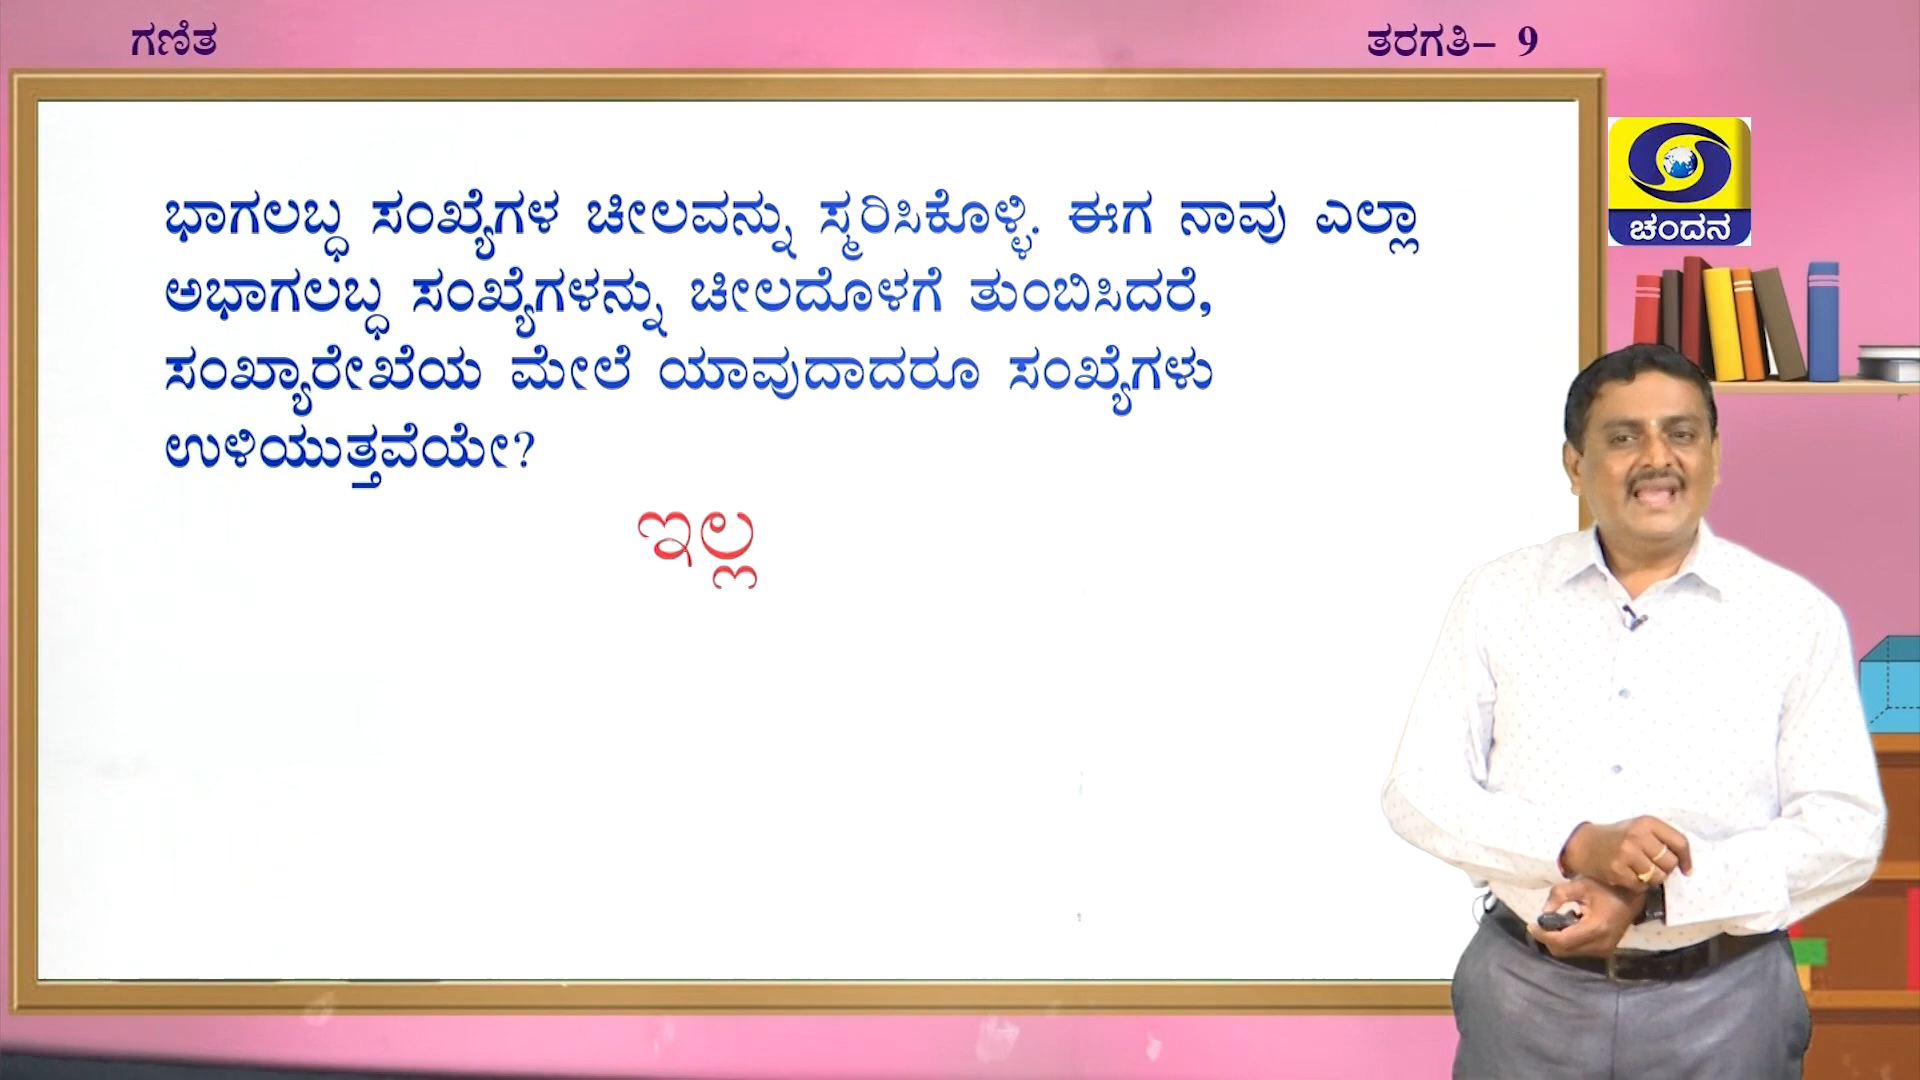 ಗಣಿತ
ತರಗತಿ– 9
ಭಾಗಲಬ್ಧ ಸಂಖ್ಯೆಗಳ ಚೀಲವನ್ನು ಸ್ಮರಿಸಿಕೊಳ್ಳಿ. ಈಗ ನಾವು ಎಲ್ಲಾ
ಅಭಾಗಲಬ್ಧ ಸಂಖ್ಯೆಗಳನ್ನು ಚೀಲದೊಳಗೆ ತುಂಬಿಸಿದರೆ,
ಸಂಖ್ಯಾರೇಖೆಯ ಮೇಲೆ ಯಾವುದಾದರೂ ಸಂಖ್ಯೆಗಳು
ಉಳಿಯುತ್ತವೆಯೇ?
ಇಲ್ಲ
ಚಂದನ